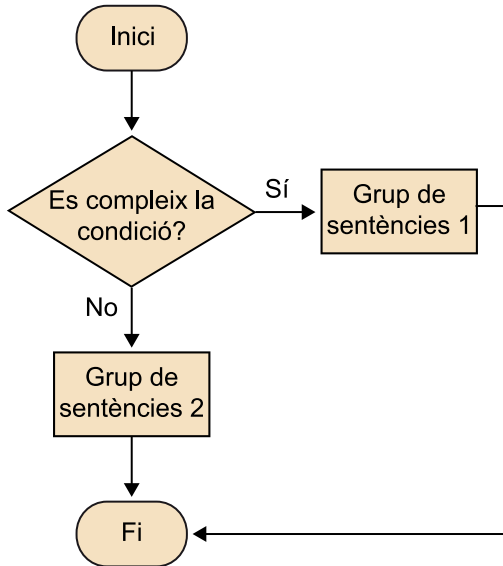 Inici
Es compleix la
condició?
Sí
Grup de
sentències 1
No
Grup de
sentències 2
Fi